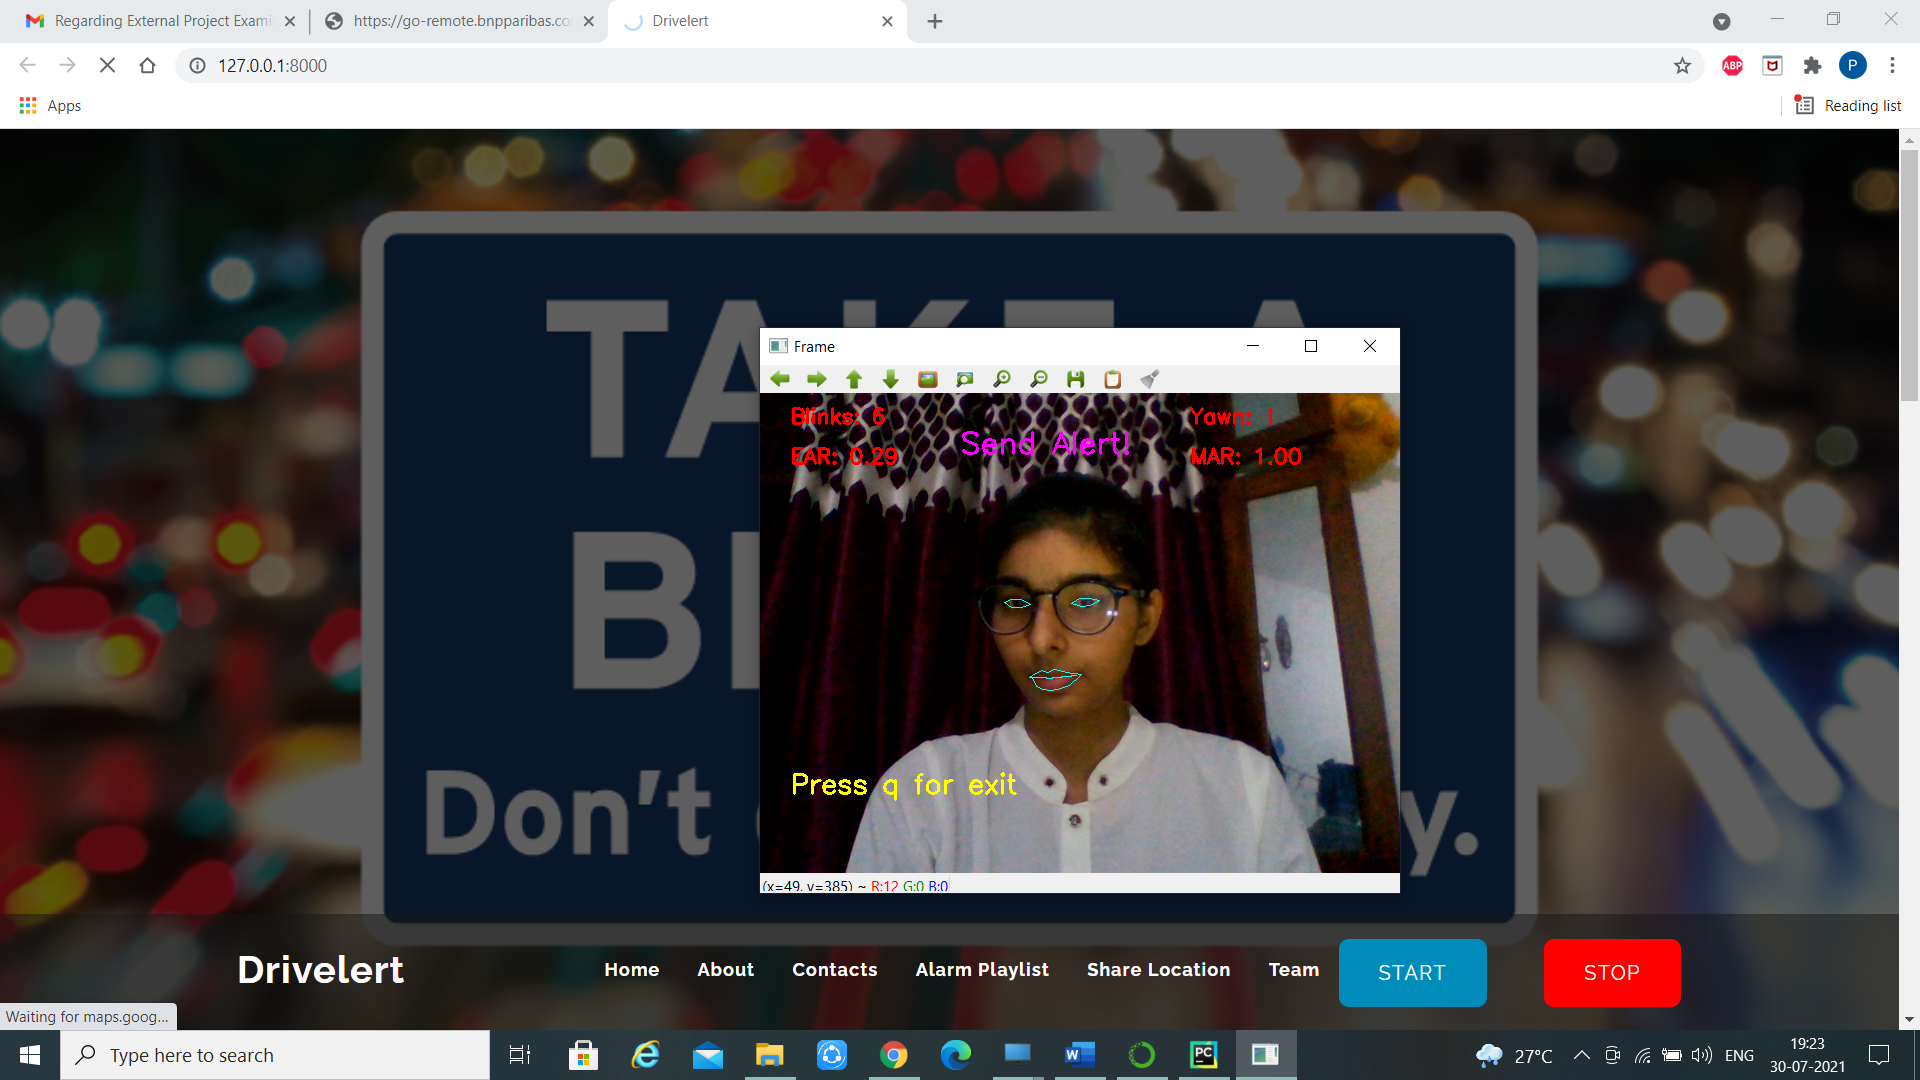 Regarding External Project Exami
https://go-remote.bnpparibas.co
Drivelert
127.0.0.1:8000
ABP
P
Apps
Reading list
TAKE A
Don't
y.
Frame
Blinks: 6
Yawn: 1
Send Alert!
EAR: 0.29
MAR: 1.00
Press q for exit
(x=49, y=385) ~ R:12 G:0 B:0
Drivelert
Home
About
Contacts
Alarm Playlist
Share Location
Team
START
STOP
Waiting for maps.goog...
Type here to search
PC
27°C
ENG
19:23
30-07-2021